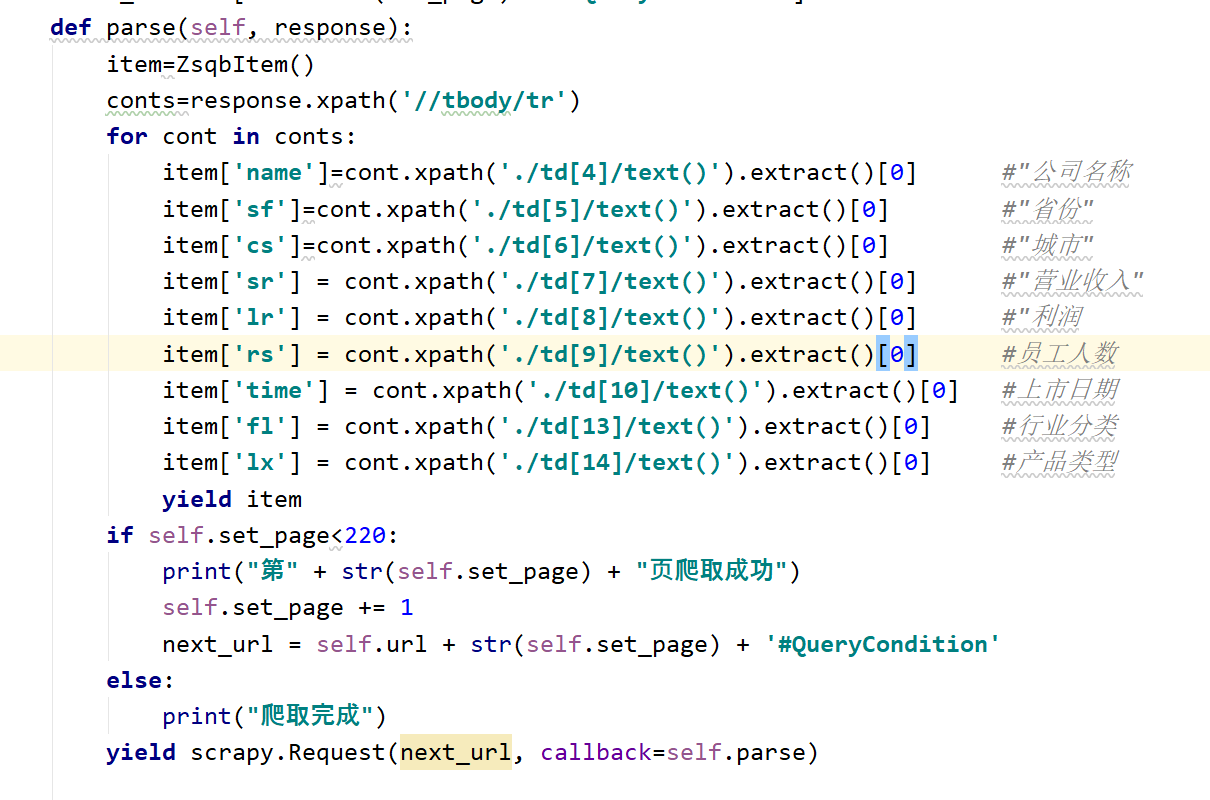 def parse(self, response):
item=ZsqbItem()
conts=response.xpath('//tbody/tr')
for cont in conts:
item['name']=cont.xpath('./td[4]/text()').extract()[0] #"公司名称
item['sf']=cont.xpath('./td[5]/text()').extract()[0] #"省份"
item['cs']=cont.xpath('./td[6]/text()').extract()[0] #"城市"
item['sr'] = cont.xpath('./td[7]/text()').extract()[0] #"营业收入"
item['lr'] = cont.xpath('./td[8]/text()').extract()[0] #"利润
item['rs'] = cont.xpath('./td[9]/text()').extract()[0] #员工人数
item['time'] = cont.xpath('./td[10]/text()').extract()[0] #上市日期
item['fl'] = cont.xpath('./td[13]/text()').extract()[0] #行业分类
item['lx'] = cont.xpath('./td[14]/text()').extract()[0] #产品类型
yield item
if self.set_page<220:
print("第" + str(self.set_page) + "页爬取成功")
self.set_page += 1
next_url = self.url + str(self.set_page) + '#QueryCondition'
else:
print("爬取完成")
yield scrapy.Request(next_url, callback=self.parse)